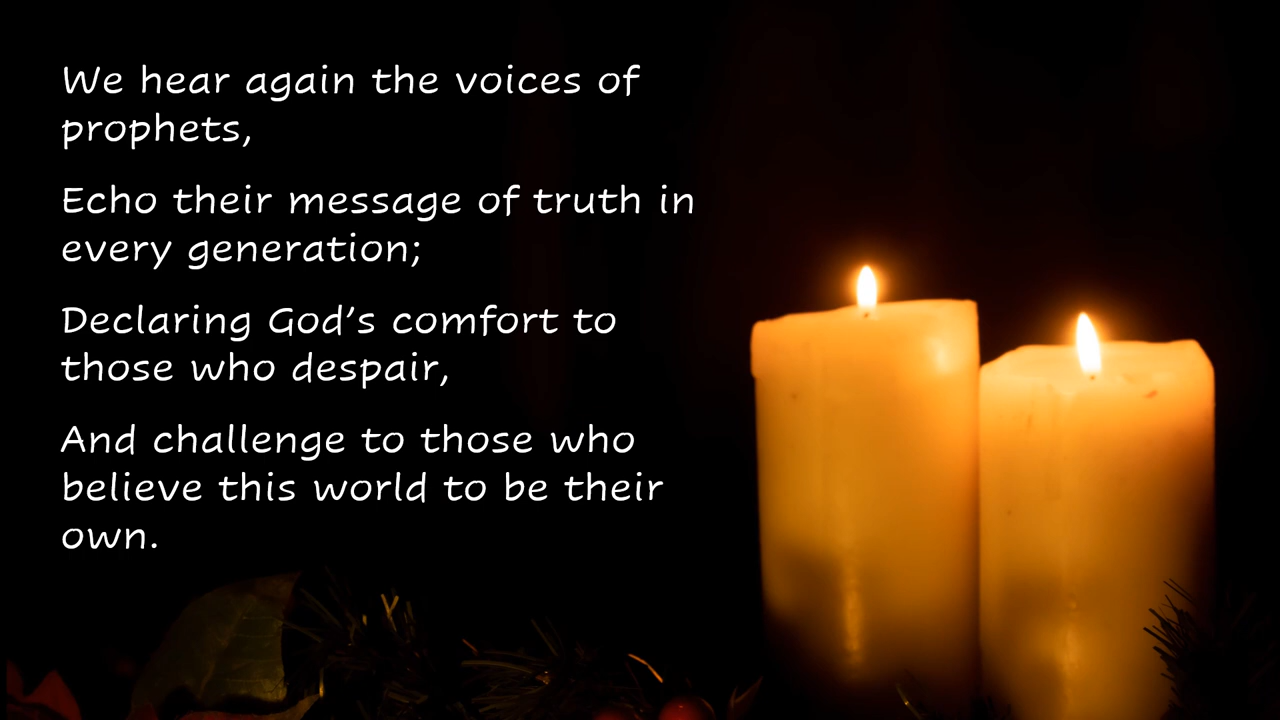 We hear again the voices of
prophets,
Echo their message of truth in
every generation;
Declaring God’s comfort to
those who despair,
And challenge to those who
believe this world to be their
own.